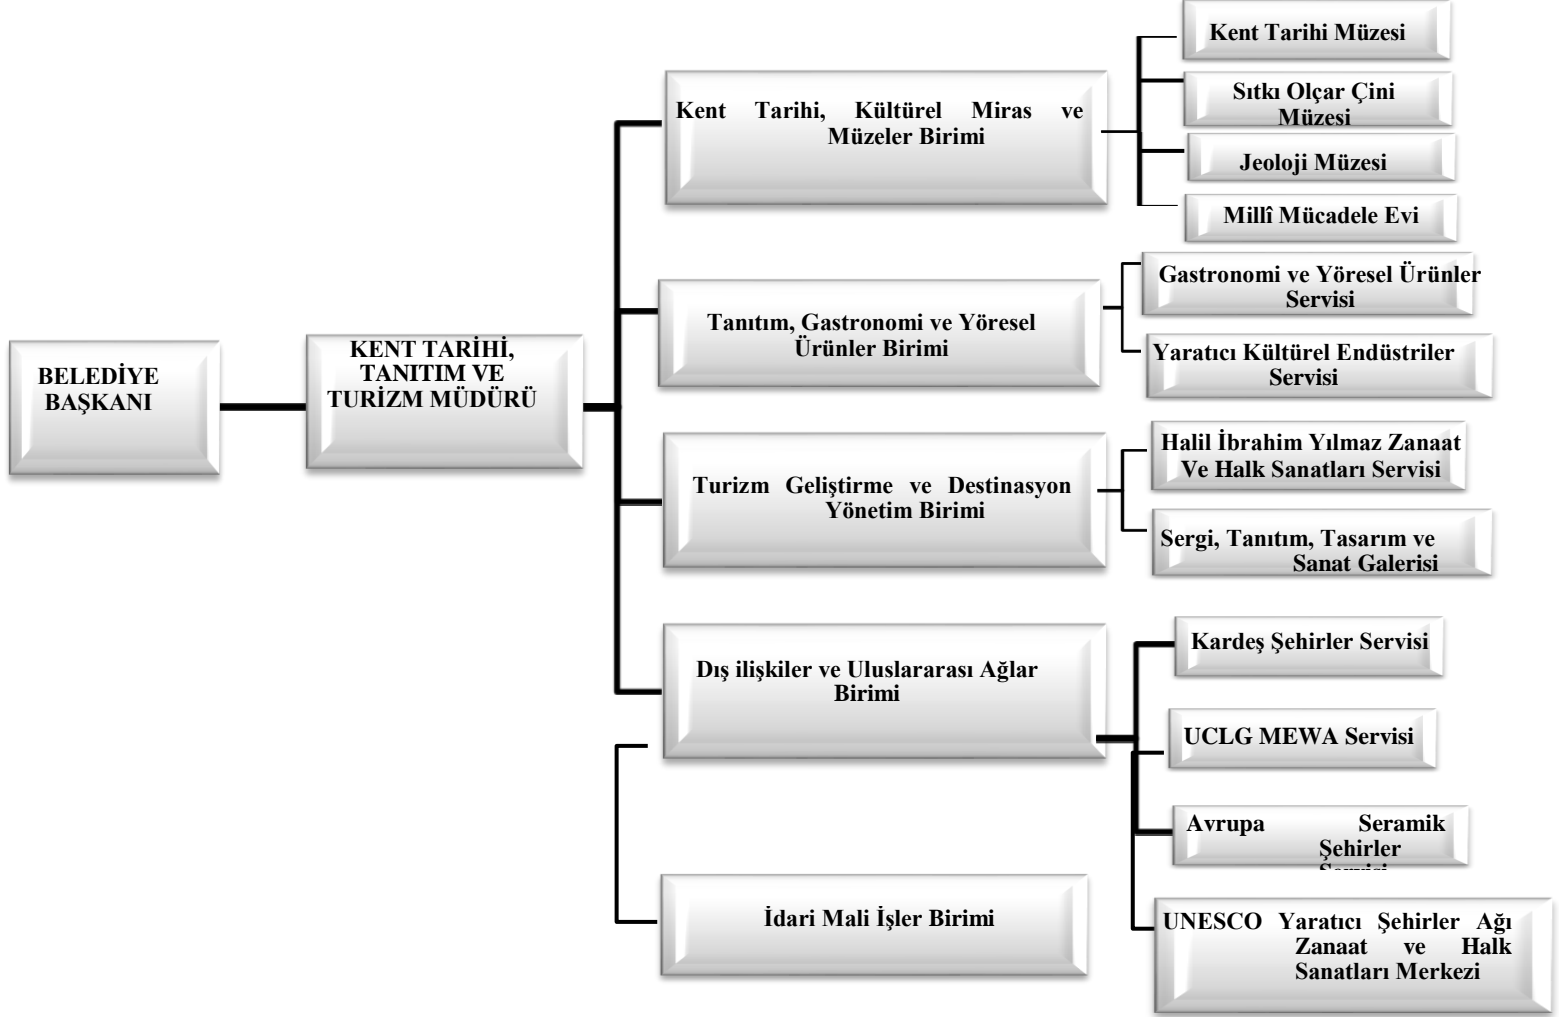 BELEDİYE
BAŞKANI
KENT TARİHİ,
TANITIM VE
TURİZM MÜDÜRÜ
Kent Tarihi, Kültürel Miras ve
Müzeler Birimi
Kent Tarihi Müzesi
Sıtkı Olçar Çini
Müzesi
Jeoloji Müzesi
Millî Mücadele Evi
Tanıtım, Gastronomi ve Yöresel
Ürünler Birimi
Gastronomi ve Yöresel Ürünler
Servisi
Yaratıcı Kültürel Endüstriler
Servisi
Turizm Geliştirme ve Destinasyon
Yönetim Birimi
Halil İbrahim Yılmaz Zanaat
Ve Halk Sanatları Servisi
Sergi, Tanıtım, Tasarım ve
Sanat Galerisi
Dış ilişkiler ve Uluslararası Ağlar
Birimi
Kardeş Şehirler Servisi
UCLG MEWA Servisi
Avrupa Seramik
Şehirler
UNESCO Yaratıcı Şehirler Ağı
Zanaat ve Halk
Sanatları Merkezi
İdari Mali İşler Birimi